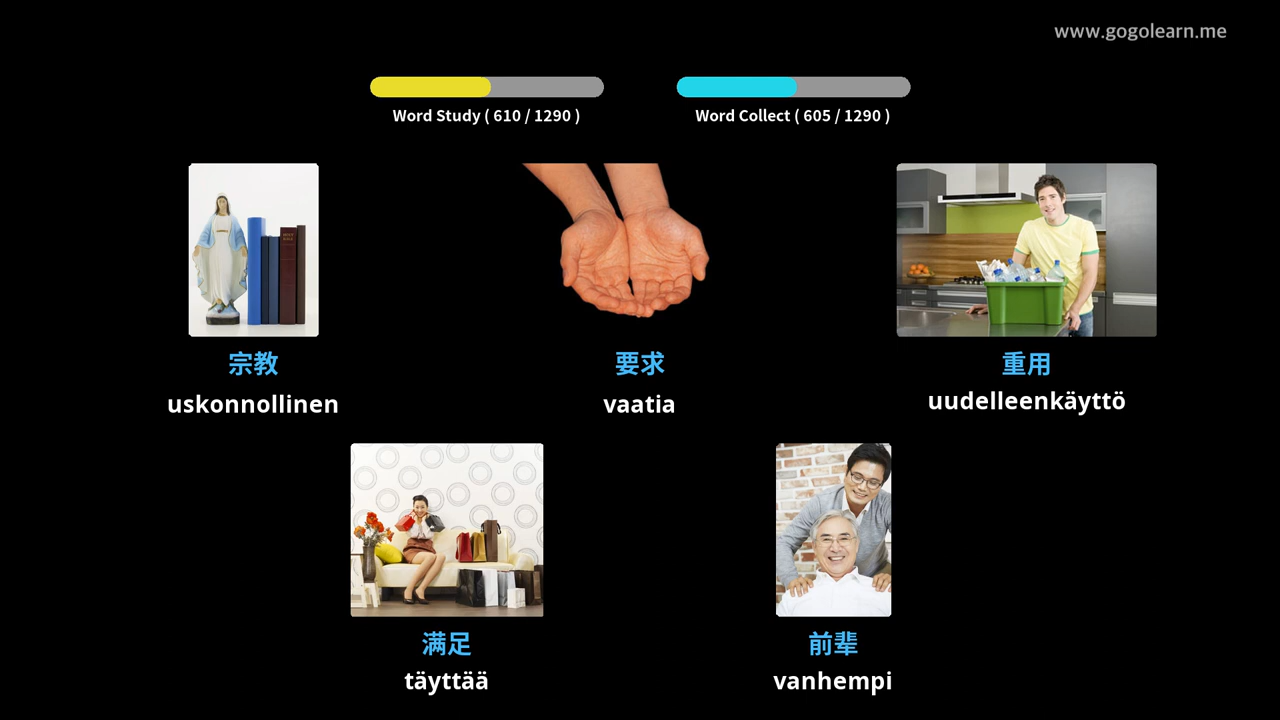 www.gogolearn.me
Word Study ( 610 / 1290 )
Word Collect ( 605 / 1290 )
宗教
uskonnollinen
要求
vaatia
重用
uudelleenkäyttö
满足
täyttää
前辈
vanhempi